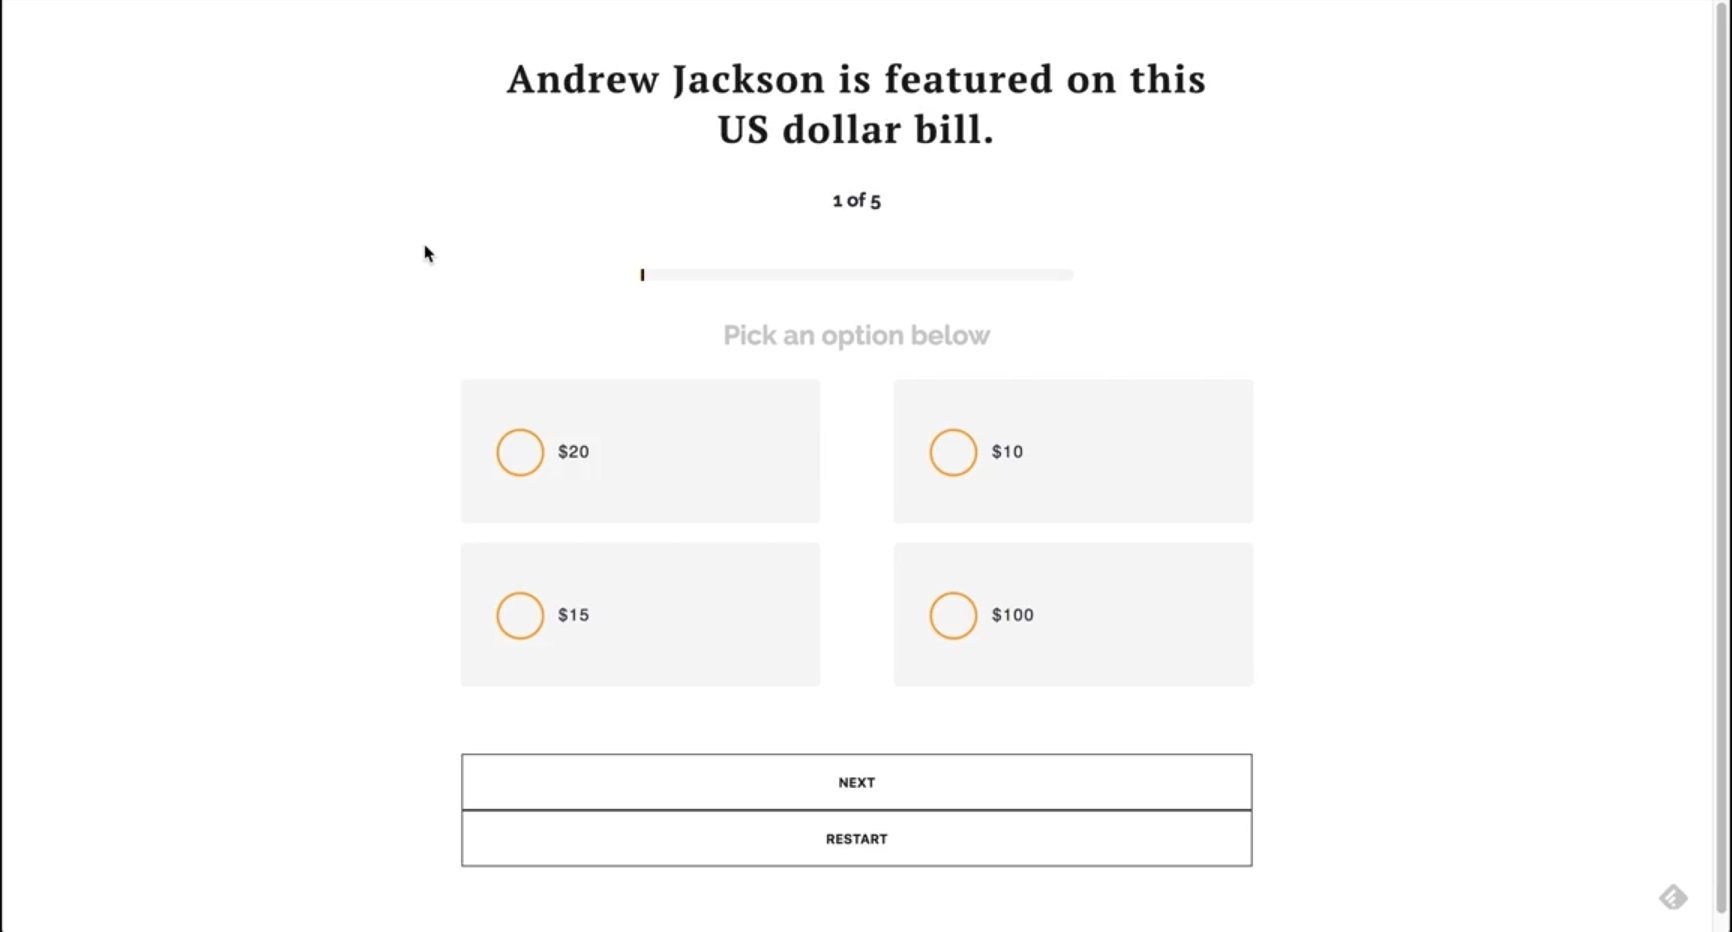 Andrew Jackson is featured on this
US dollar bill.
1 of 5
Pick an option below
$20
$10
$15
$100
NEXT
RESTART